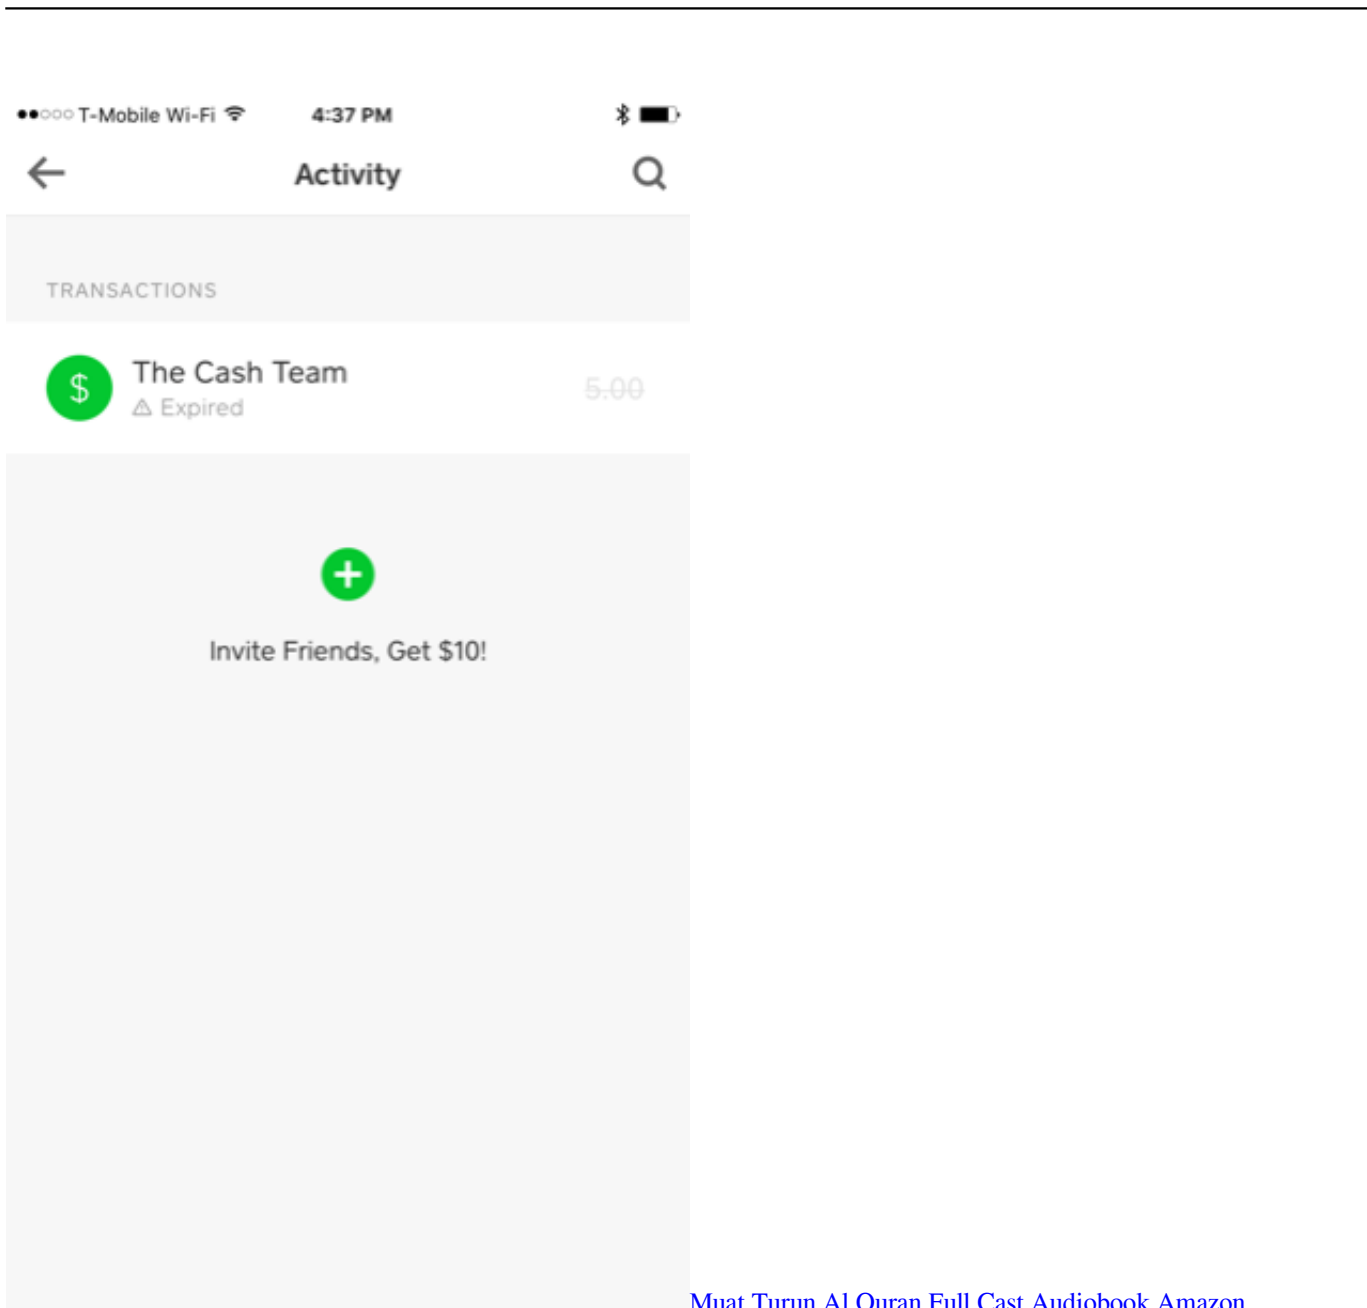 T-Mobile Wi-Fi 4:37 PM
Activity
TRANSACTIONS
The Cash Team
Expired
5.00
Invite Friends, Get $10!
Muat Turun Al Quran Full Cast Audiobook Amazon